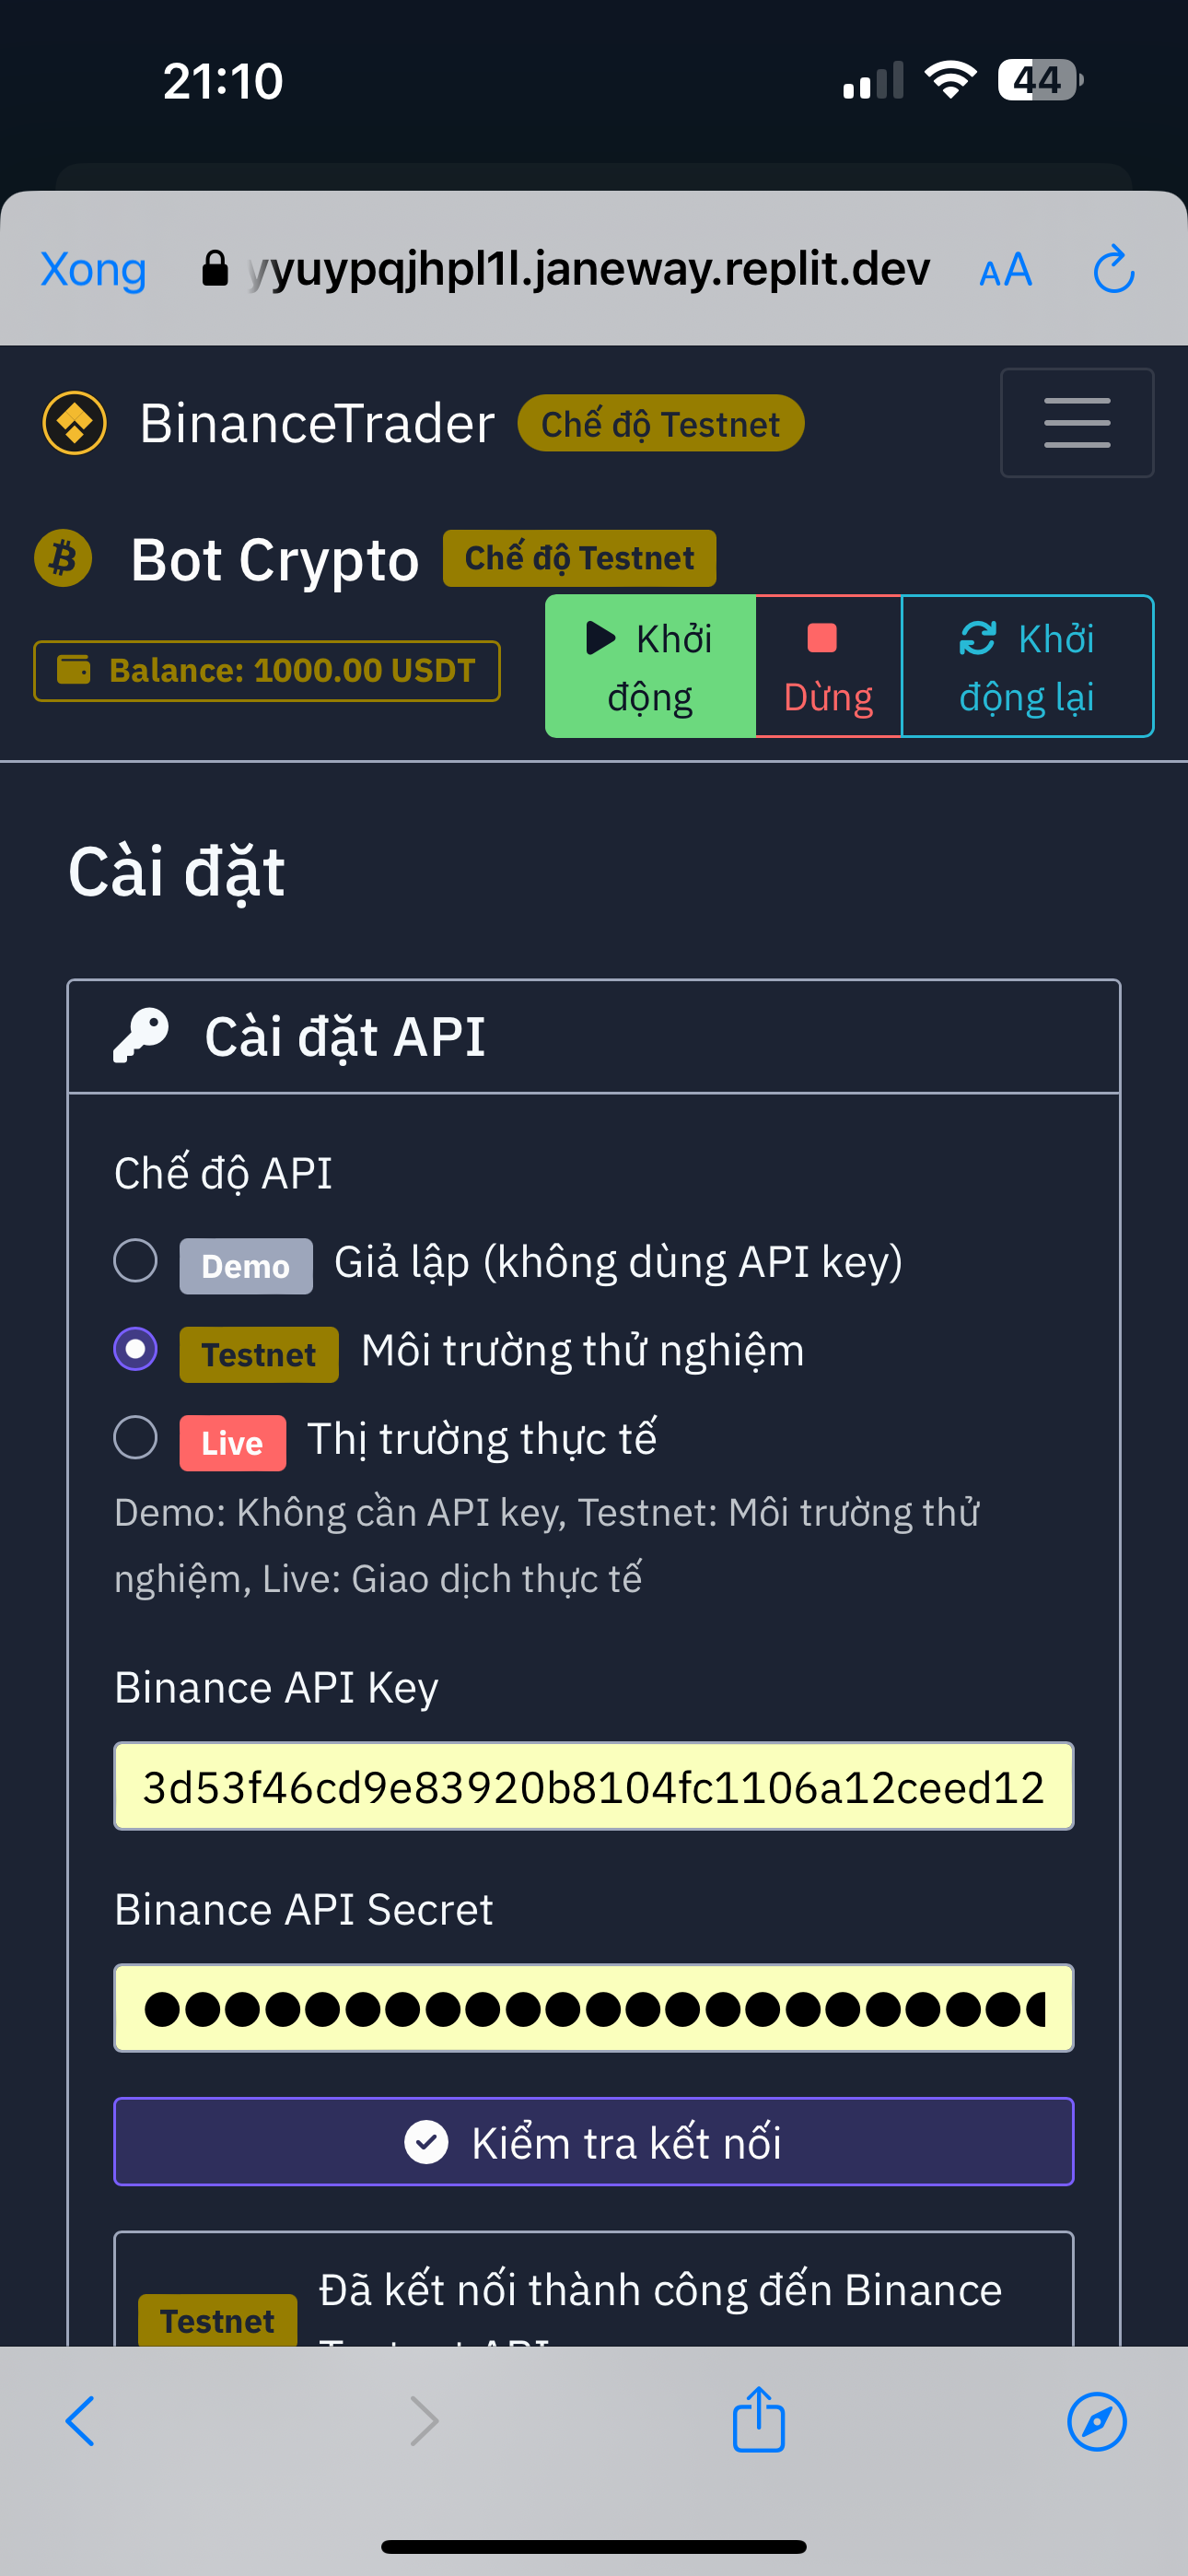 21:10
44
Xong
yyuypqjhpl1l.janeway.replit.dev
AA
BinanceTrader
Chế độ Testnet
Bot Crypto
Chế độ Testnet
Balance: 1000.00 USDT
Khởi
động
Dừng
Khởi
động lại
Cài đặt
Cài đặt API
Chế độ API
Demo Giả lập (không dùng API key)
Testnet Môi trường thử nghiệm
Live Thị trường thực tế
Demo: Không cần API key, Testnet: Môi trường thử
nghiệm, Live: Giao dịch thực tế
Binance API Key
3d53f46cd9e83920b8104fc1106a12ceed12
Binance API Secret
Kiểm tra kết nối
Testnet
Đã kết nối thành công đến Binance